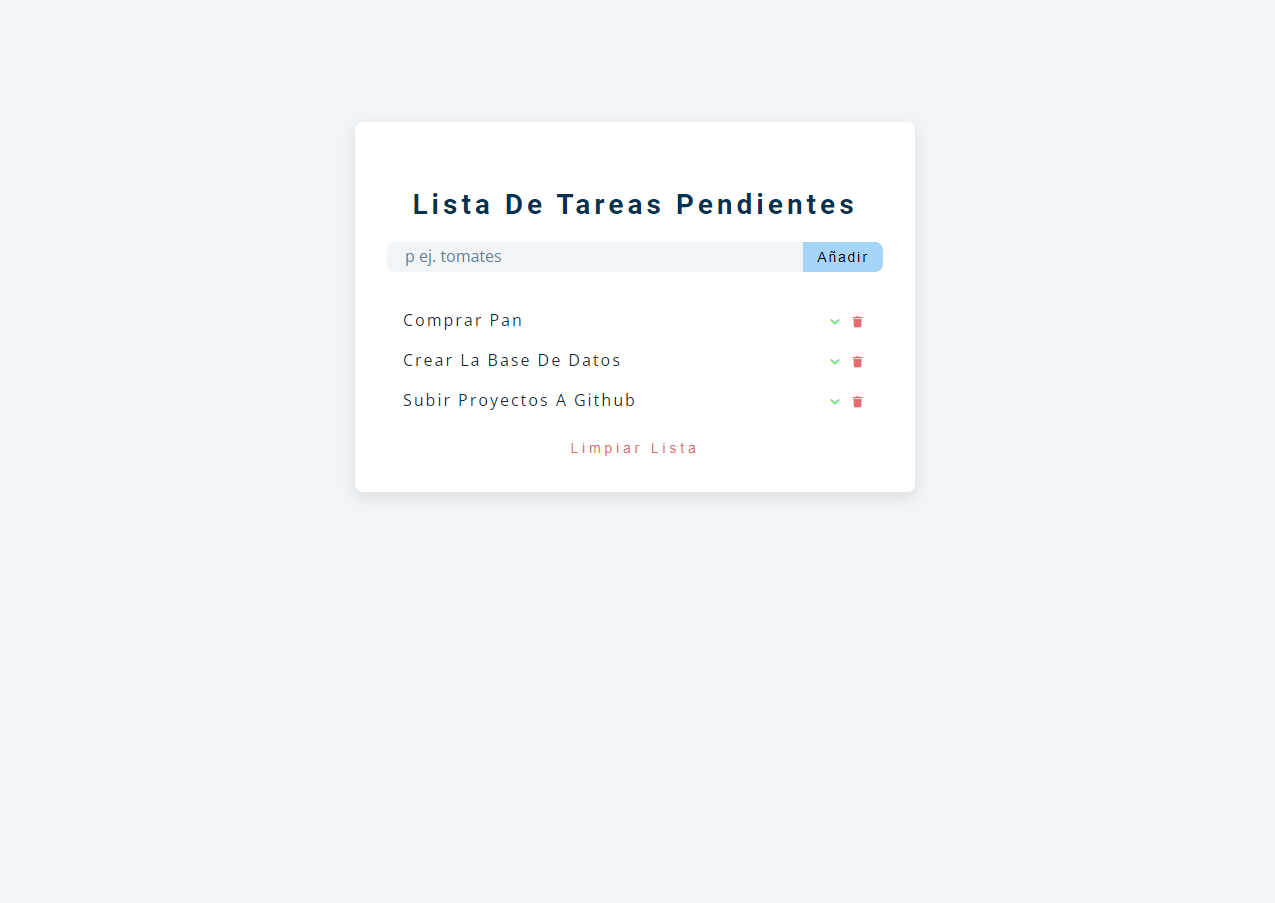 Lista De Tareas Pendientes
p ej. tomates
Añadir
Comprar Pan
Crear La Base De Datos
Subir Proyectos A Github
Limpiar Lista